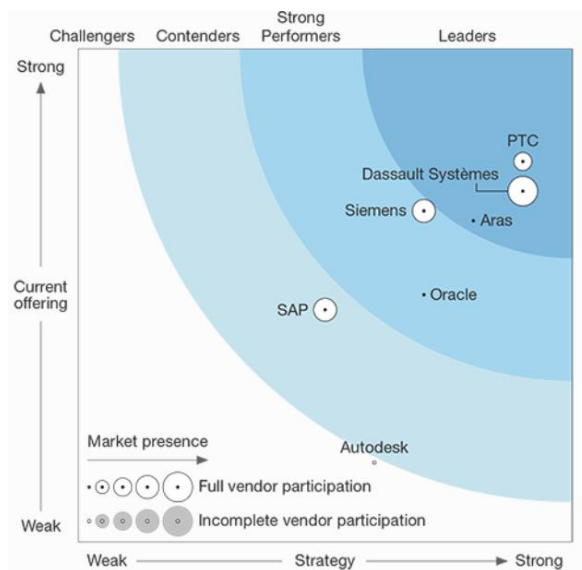 Challengers Contenders Strong Performers Leaders
Strong
PTC
Dassault Systèmes
Siemens
Aras
Current offering
Oracle
SAP
Market presence
Autodesk
Full vendor participation
Incomplete vendor participation
Weak
Weak Strategy Strong